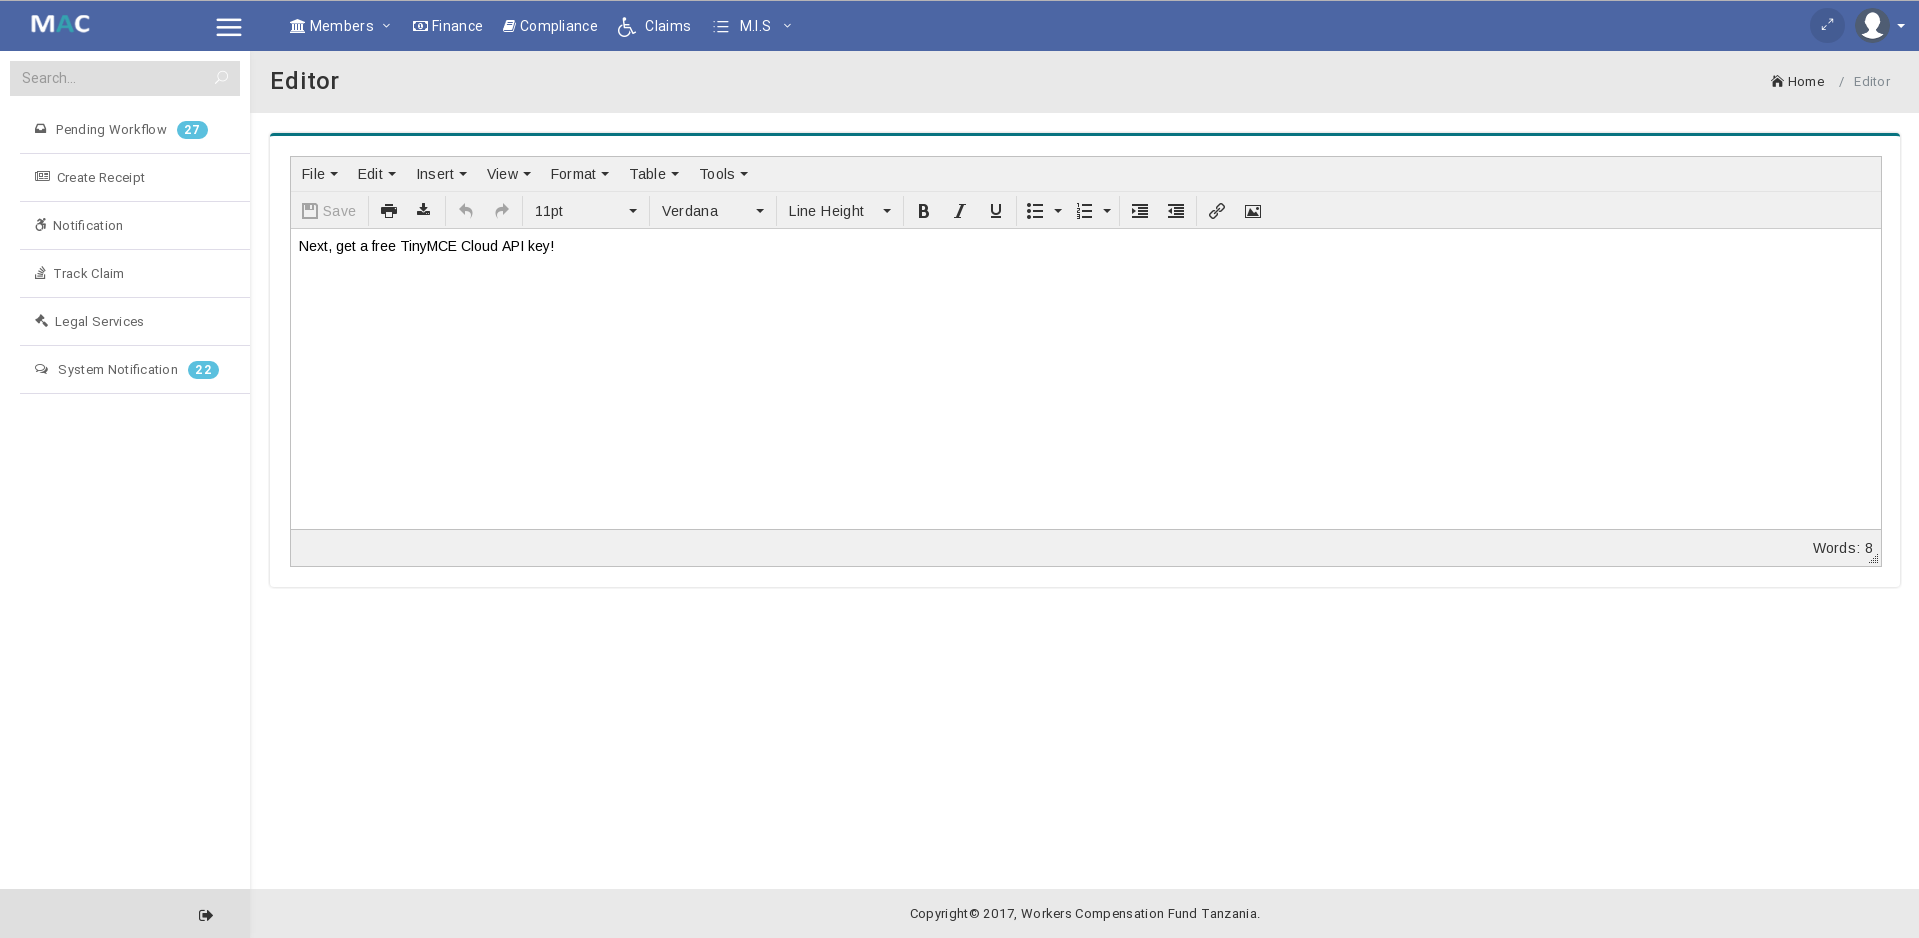 MAC
Members
Finance
Compliance
Claims
M.I.S
Search...
Pending Workflow 27
Create Receipt
Notification
Track Claim
Legal Services
System Notification 22
Editor
Home / Editor
File Edit Insert View Format Table Tools
Save 11pt Verdana Line Height
Next, get a free TinyMCE Cloud API key!
Words: 8
Copyright© 2017, Workers Compensation Fund Tanzania.